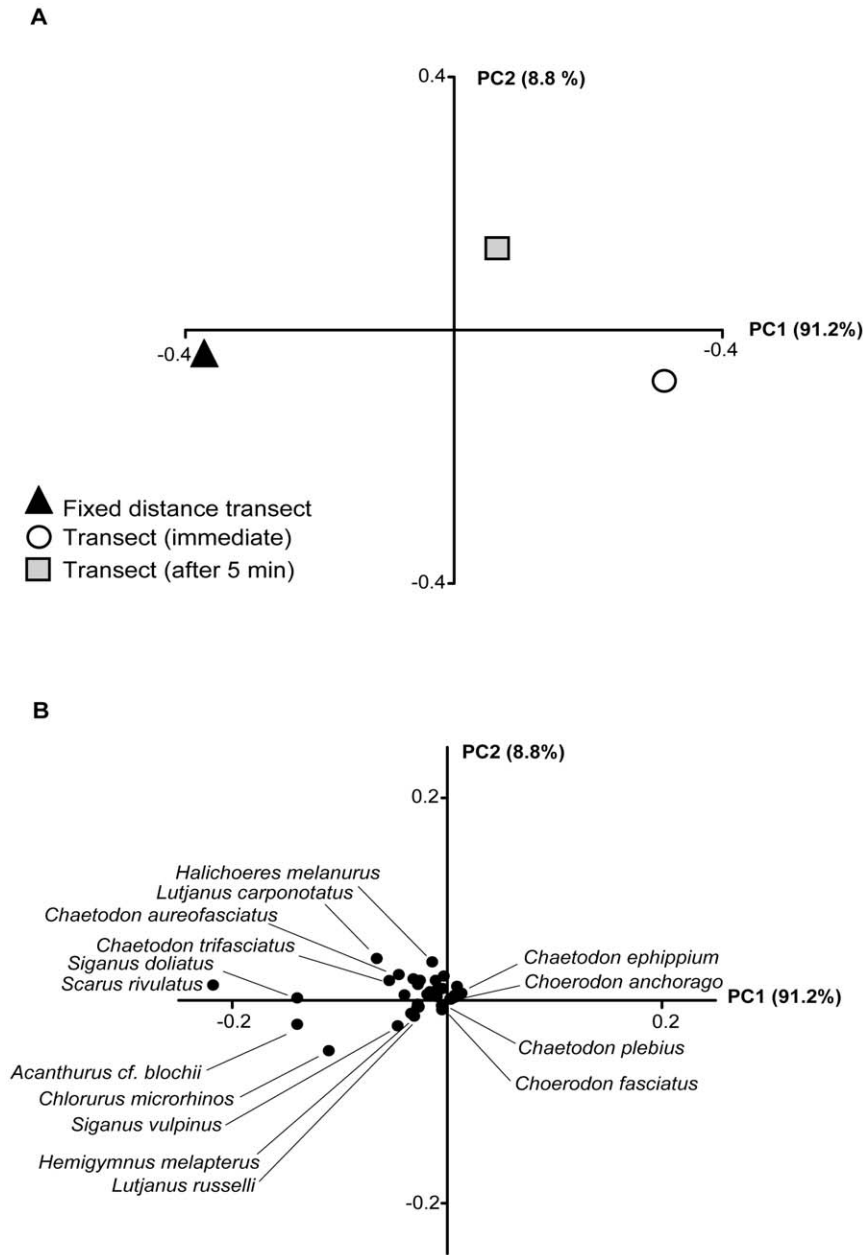 A
0.4
PC2 (8.8 %)
PC1 (91.2%)
-0.4
-0.4
Fixed distance transect
Transect (immediate)
Transect (after 5 min)
-0.4
B
PC2 (8.8%)
0.2
Halichoeres melanurus
Lutjanus carponotatus
Chaetodon aureofasciatus
Chaetodon trifasciatus
Siganus doliatus
Scarus rivulatus
Chaetodon ephippium
Choerodon anchorago
PC1 (91.2%)
-0.2
0.2
Acanthurus cf. blochii
Chlorurus microrhinos
Siganus vulpinus
Hemigymnus melapterus
Lutjanus russelli
Chaetodon plebius
Choerodon fasciatus
-0.2